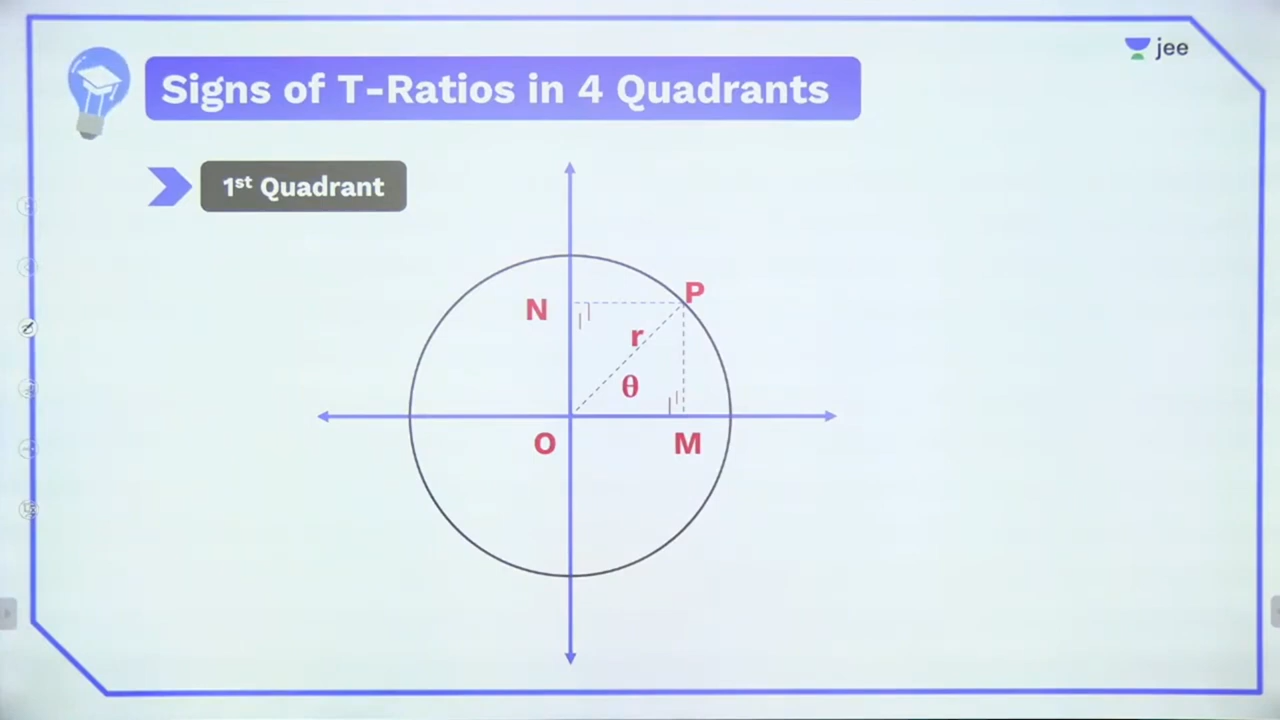 jee
Signs of T-Ratios in 4 Quadrants
1st Quadrant
P
N
r
θ
O
M